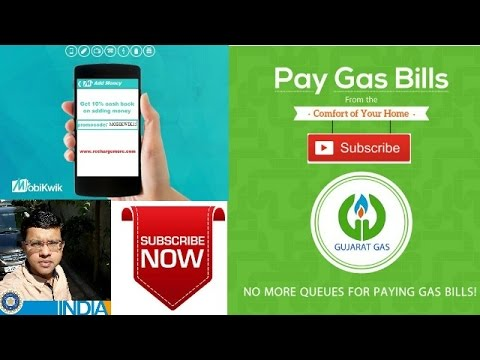 Add Money
Get 10% cash back
on adding money
www.rechargumers.com
MobiKwik
Pay Gas Bills
From the
- Comfort of Your Home -
Subscribe
GUJARAT GAS
NO MORE QUEUES FOR PAYING GAS BILLS!
SUBSCRIBE
NOW
INDIA